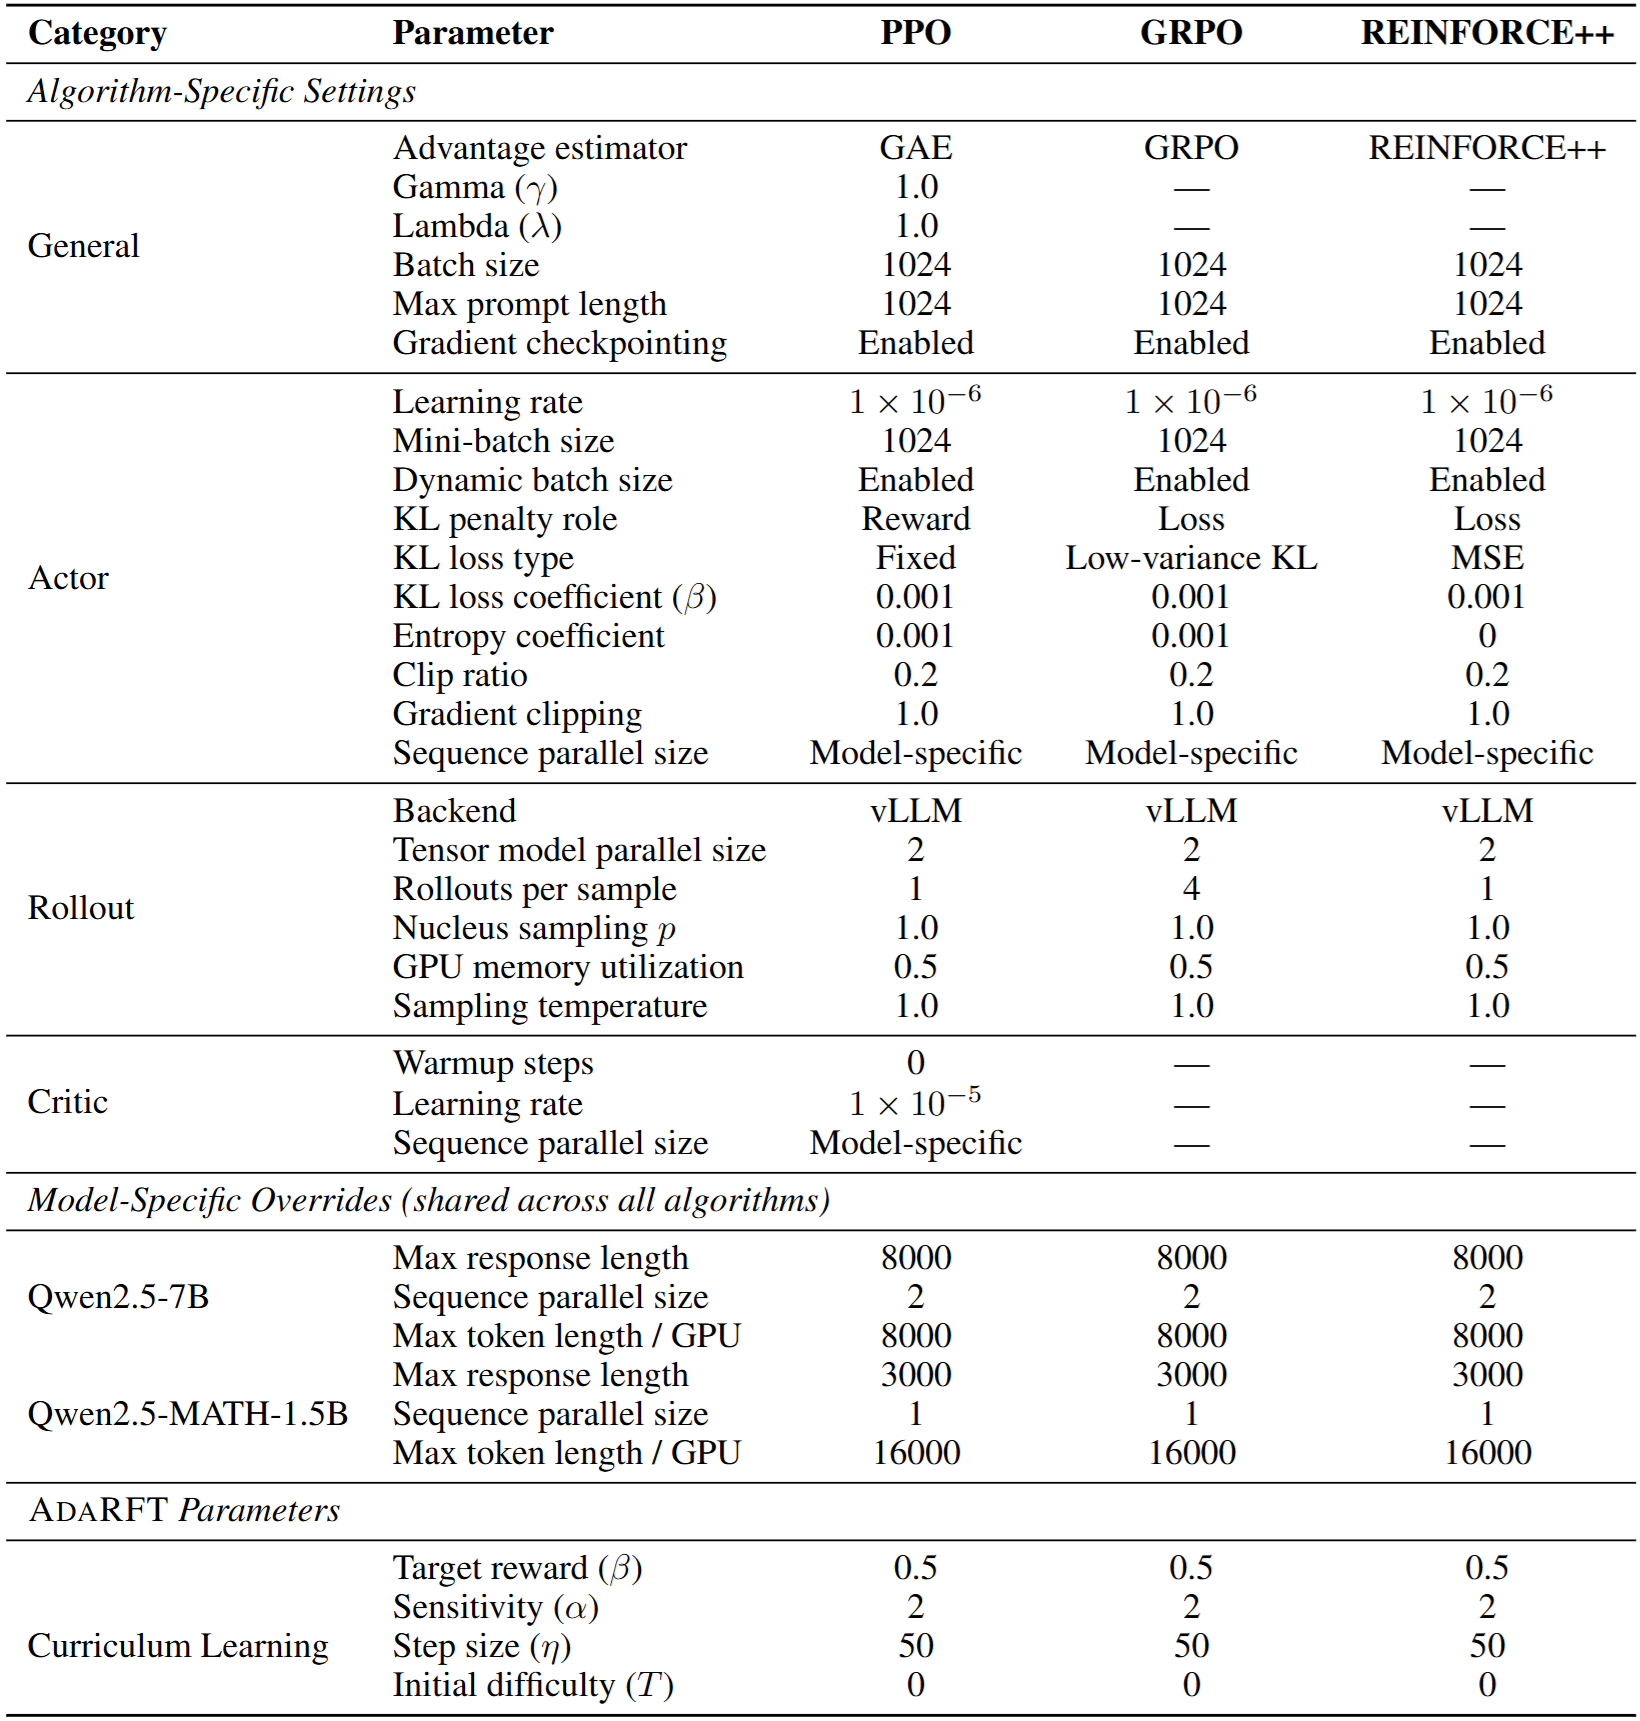 Category Parameter PPO GRPO REINFORCE++
Algorithm-Specific Settings
Advantage estimator GAE GRPO REINFORCE++
Gamma (γ) 1.0 — —
Lambda (λ) 1.0 — —
General
Batch size 1024 1024 1024
Max prompt length 1024 1024 1024
Gradient checkpointing Enabled Enabled Enabled
Learning rate 1 × 10⁻⁶ 1 × 10⁻⁶ 1 × 10⁻⁶
Mini-batch size 1024 1024 1024
Dynamic batch size Enabled Enabled Enabled
KL penalty role Reward Loss Loss
KL loss type Fixed Low-variance KL MSE
Actor
KL loss coefficient (β) 0.001 0.001 0.001
Entropy coefficient 0.001 0.001 0
Clip ratio 0.2 0.2 0.2
Gradient clipping 1.0 1.0 1.0
Sequence parallel size Model-specific Model-specific Model-specific
Backend vLLM vLLM vLLM
Tensor model parallel size 2 2 2
Rollouts per sample 1 4 1
Rollout
Nucleus sampling p 1.0 1.0 1.0
GPU memory utilization 0.5 0.5 0.5
Sampling temperature 1.0 1.0 1.0
Warmup steps 0 — —
Critic Learning rate 1 × 10⁻⁵ — —
Sequence parallel size Model-specific — —
Model-Specific Overrides (shared across all algorithms)
Max response length 8000 8000 8000
Qwen2.5-7B Sequence parallel size 2 2 2
Max token length / GPU 8000 8000 8000
Max response length 3000 3000 3000
Qwen2.5-MATH-1.5B Sequence parallel size 1 1 1
Max token length / GPU 16000 16000 16000
ADARFT Parameters
Target reward (β) 0.5 0.5 0.5
Sensitivity (α) 2 2 2
Curriculum Learning Step size (η) 50 50 50
Initial difficulty (T) 0 0 0